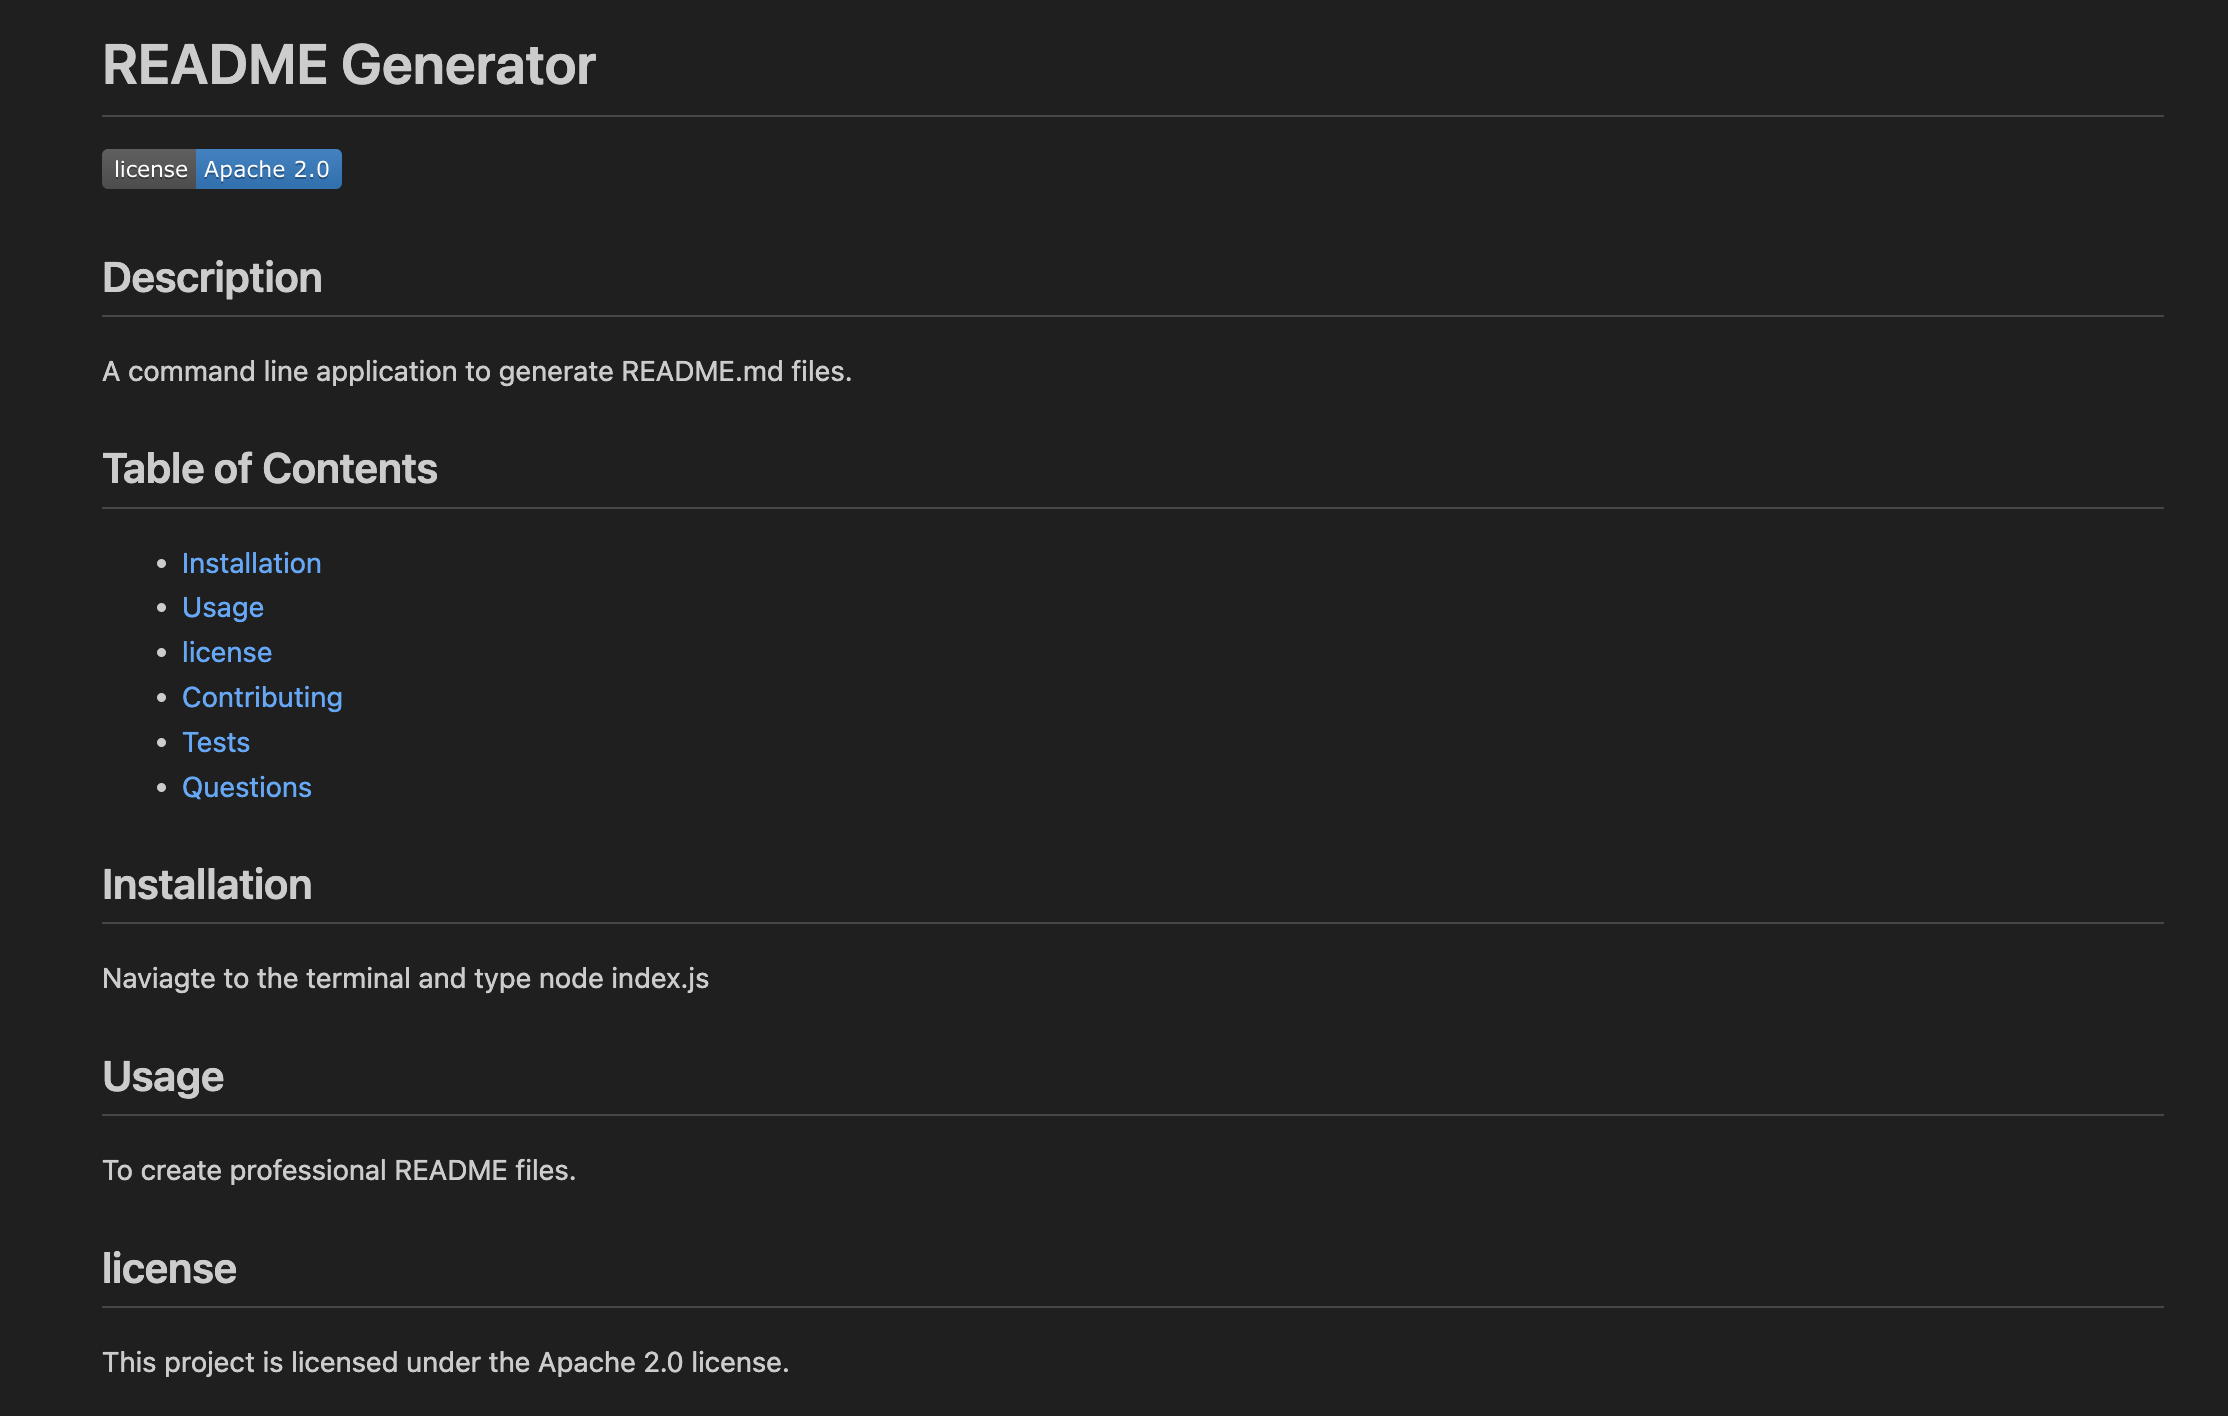 README Generator
license Apache 2.0
Description
A command line application to generate README.md files.
Table of Contents
Installation
Usage
license
Contributing
Tests
Questions
Installation
Naviagte to the terminal and type node index.js
Usage
To create professional README files.
license
This project is licensed under the Apache 2.0 license.